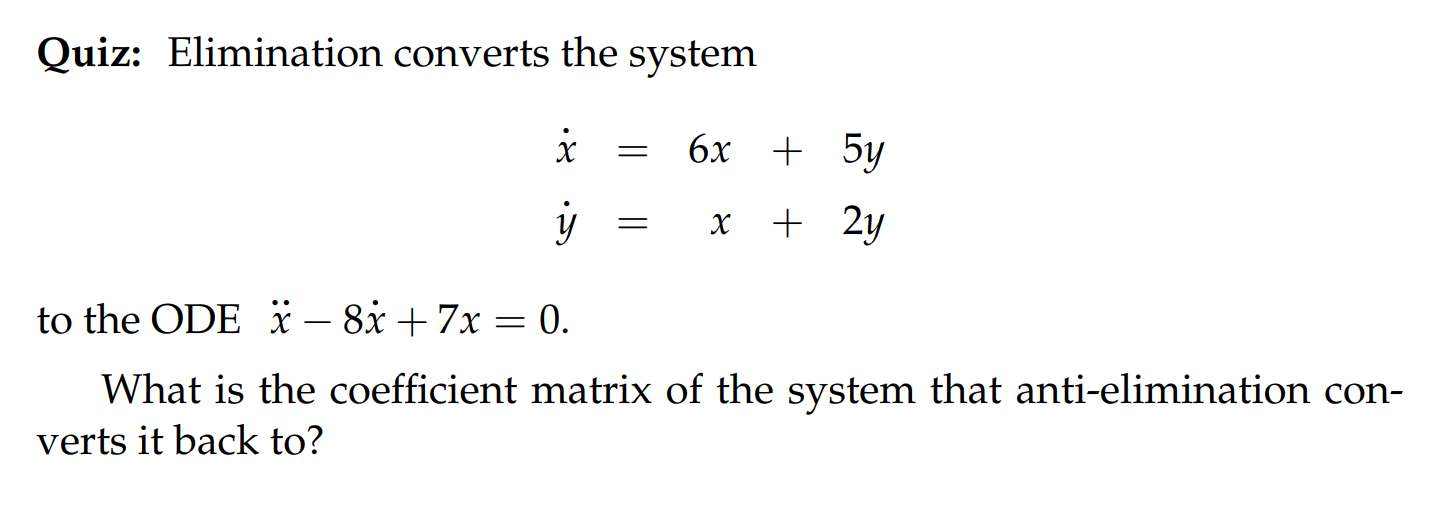 Quiz: Elimination converts the system
ẋ = 6x + 5y
ẏ = x + 2y
to the ODE ẍ − 8ẋ + 7x = 0.
What is the coefficient matrix of the system that anti-elimination con-
verts it back to?